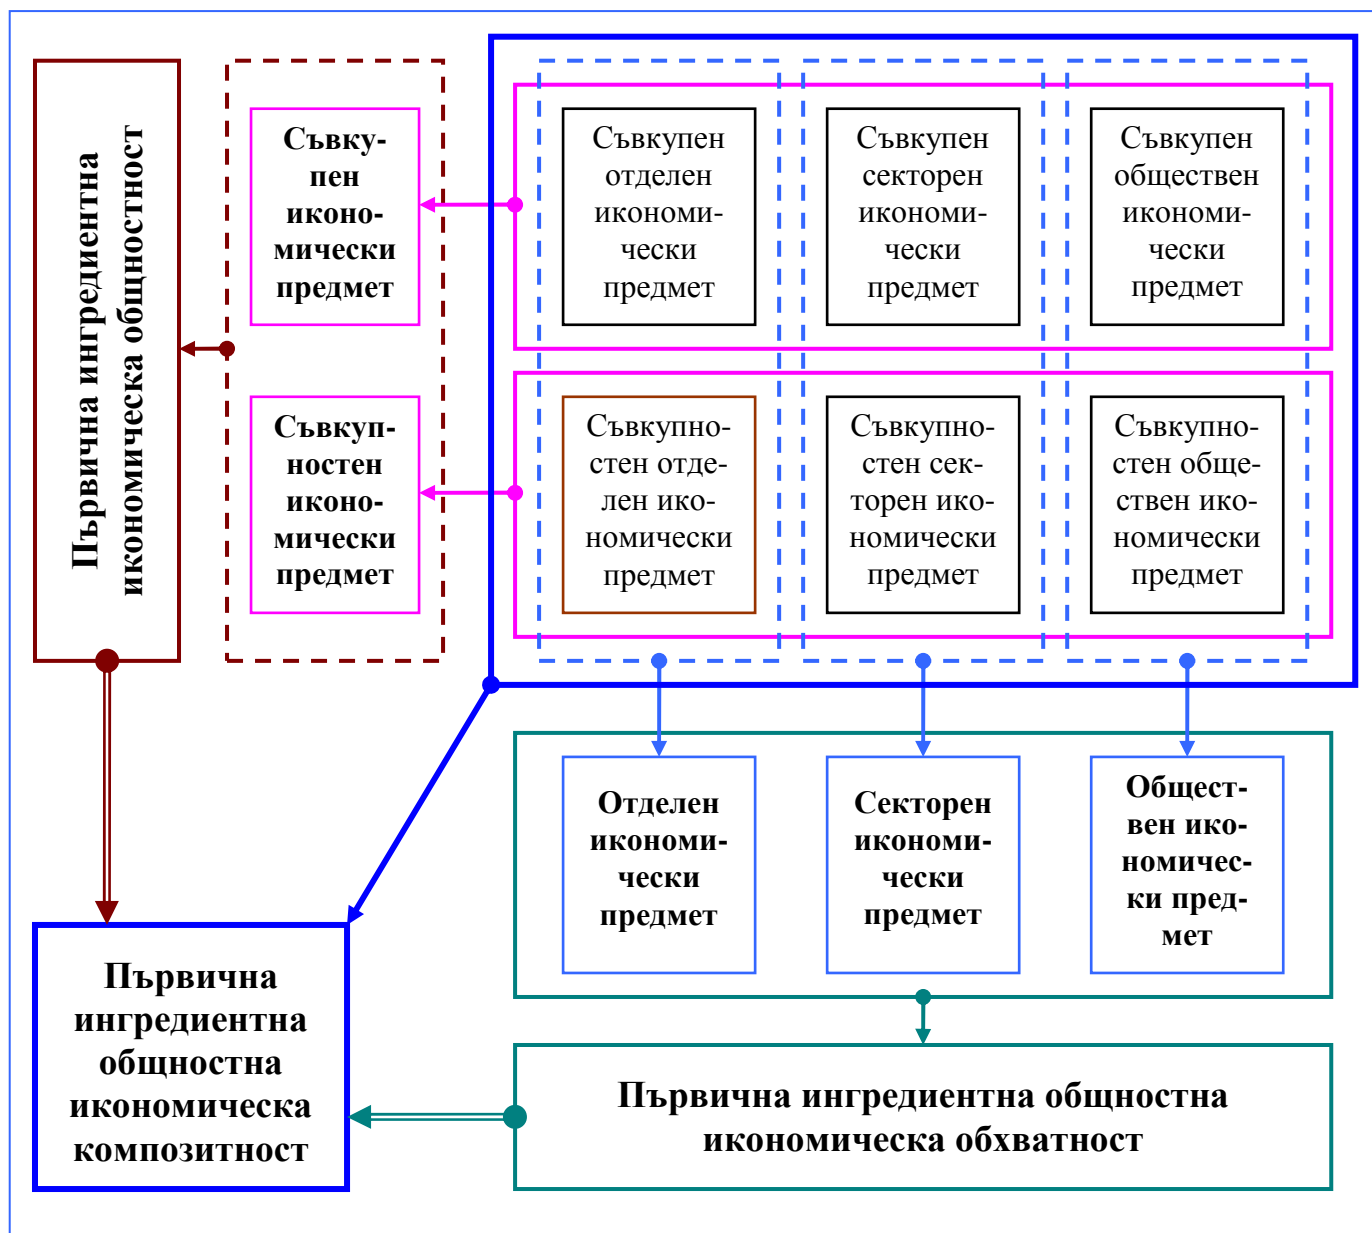 Първична ингредиентна
икономическа общностност
Съвку-
пен
иконо-
мически
предмет
Съвкупен
отделен
икономи-
чески
предмет
Съвкупен
секторен
икономи-
чески
предмет
Съвкупен
обществен
икономи-
чески
предмет
Съвкуп-
ностен
иконо-
мически
предмет
Съвкупно-
стен отде-
лен ико-
номически
предмет
Съвкупно-
стен сек-
торен ико-
номически
предмет
Съвкупно-
стен обще-
ствен ико-
номически
предмет
Отделен
икономи-
чески
предмет
Секторен
икономи-
чески
предмет
Общест-
вен ико-
номичес-
ки пред-
мет
Първична
ингредиентна
общностна
икономическа
композитност
Първична ингредиентна общностна
икономическа обхватност